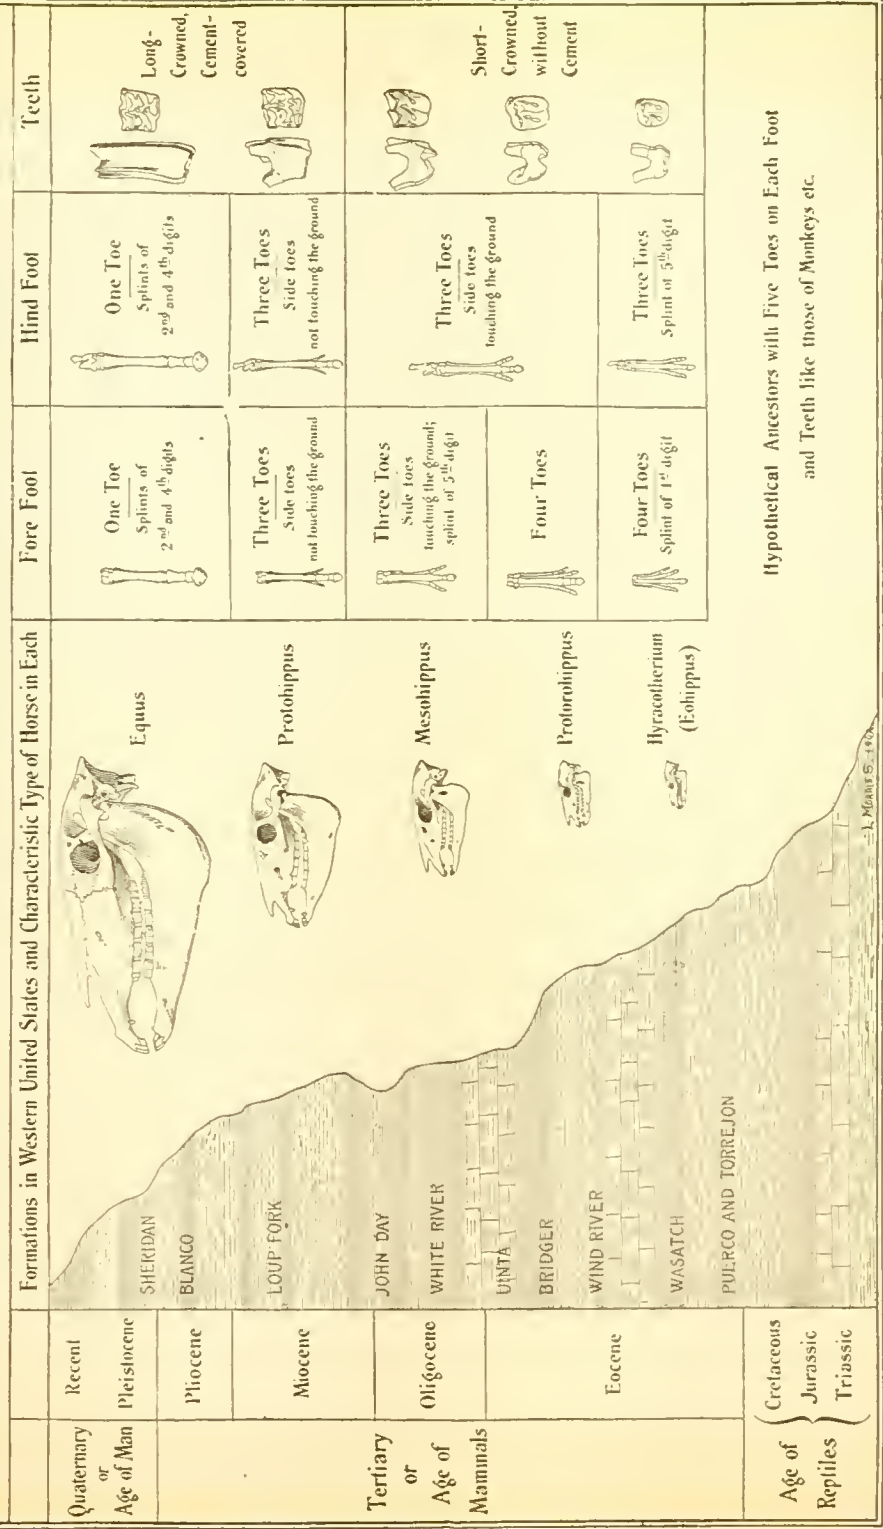 Formations in Western United States and Characteristic Type of Horse in Each
Fore Foot
Hind Foot
Teeth
Quaternary
or
Age of Man
Recent
Pleistocene
SHERIDAN
Equus
One Toe
Splints of
2nd and 4th digits
One Toe
Splints of
2nd and 4th digits
Long-
Crowned,
Cement-
covered
Tertiary
or
Age of
Mammals
Pliocene
BLANCO
Miocene
LOUP FORK
Protohippus
Three Toes
Side toes
not touching the ground
Three Toes
Side toes
not touching the ground
Oligocene
JOHN DAY
WHITE RIVER
Mesohippus
Three Toes
Side toes
touching the ground;
splint of 5th digit
Three Toes
Side toes
touching the ground
Short-
Crowned,
without
Cement
Eocene
UINTA
BRIDGER
WIND RIVER
WASATCH
PUERCO AND TORREJON
Protorohippus
Four Toes
Hyracotherium
(Eohippus)
Four Toes
Splint of 1st digit
Three Toes
Splint of 5th digit
Age of
Reptiles
Cretaceous
Jurassic
Triassic
Hypothetical Ancestors with Five Toes on Each Foot
and Teeth like those of Monkeys etc.